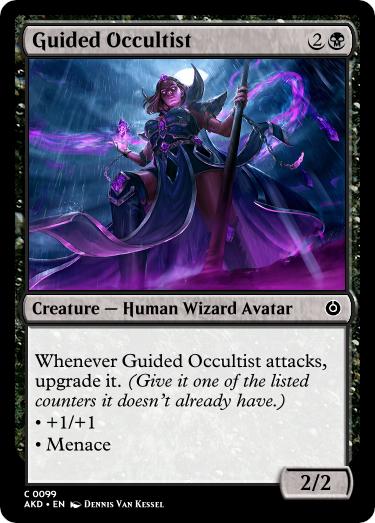 Guided Occultist 2
Creature — Human Wizard Avatar
Whenever Guided Occultist attacks,
upgrade it. (Give it one of the listed
counters it doesn't already have.)
• +1/+1
• Menace
2/2
C 0099
AKD • EN Dennis Van Kessel